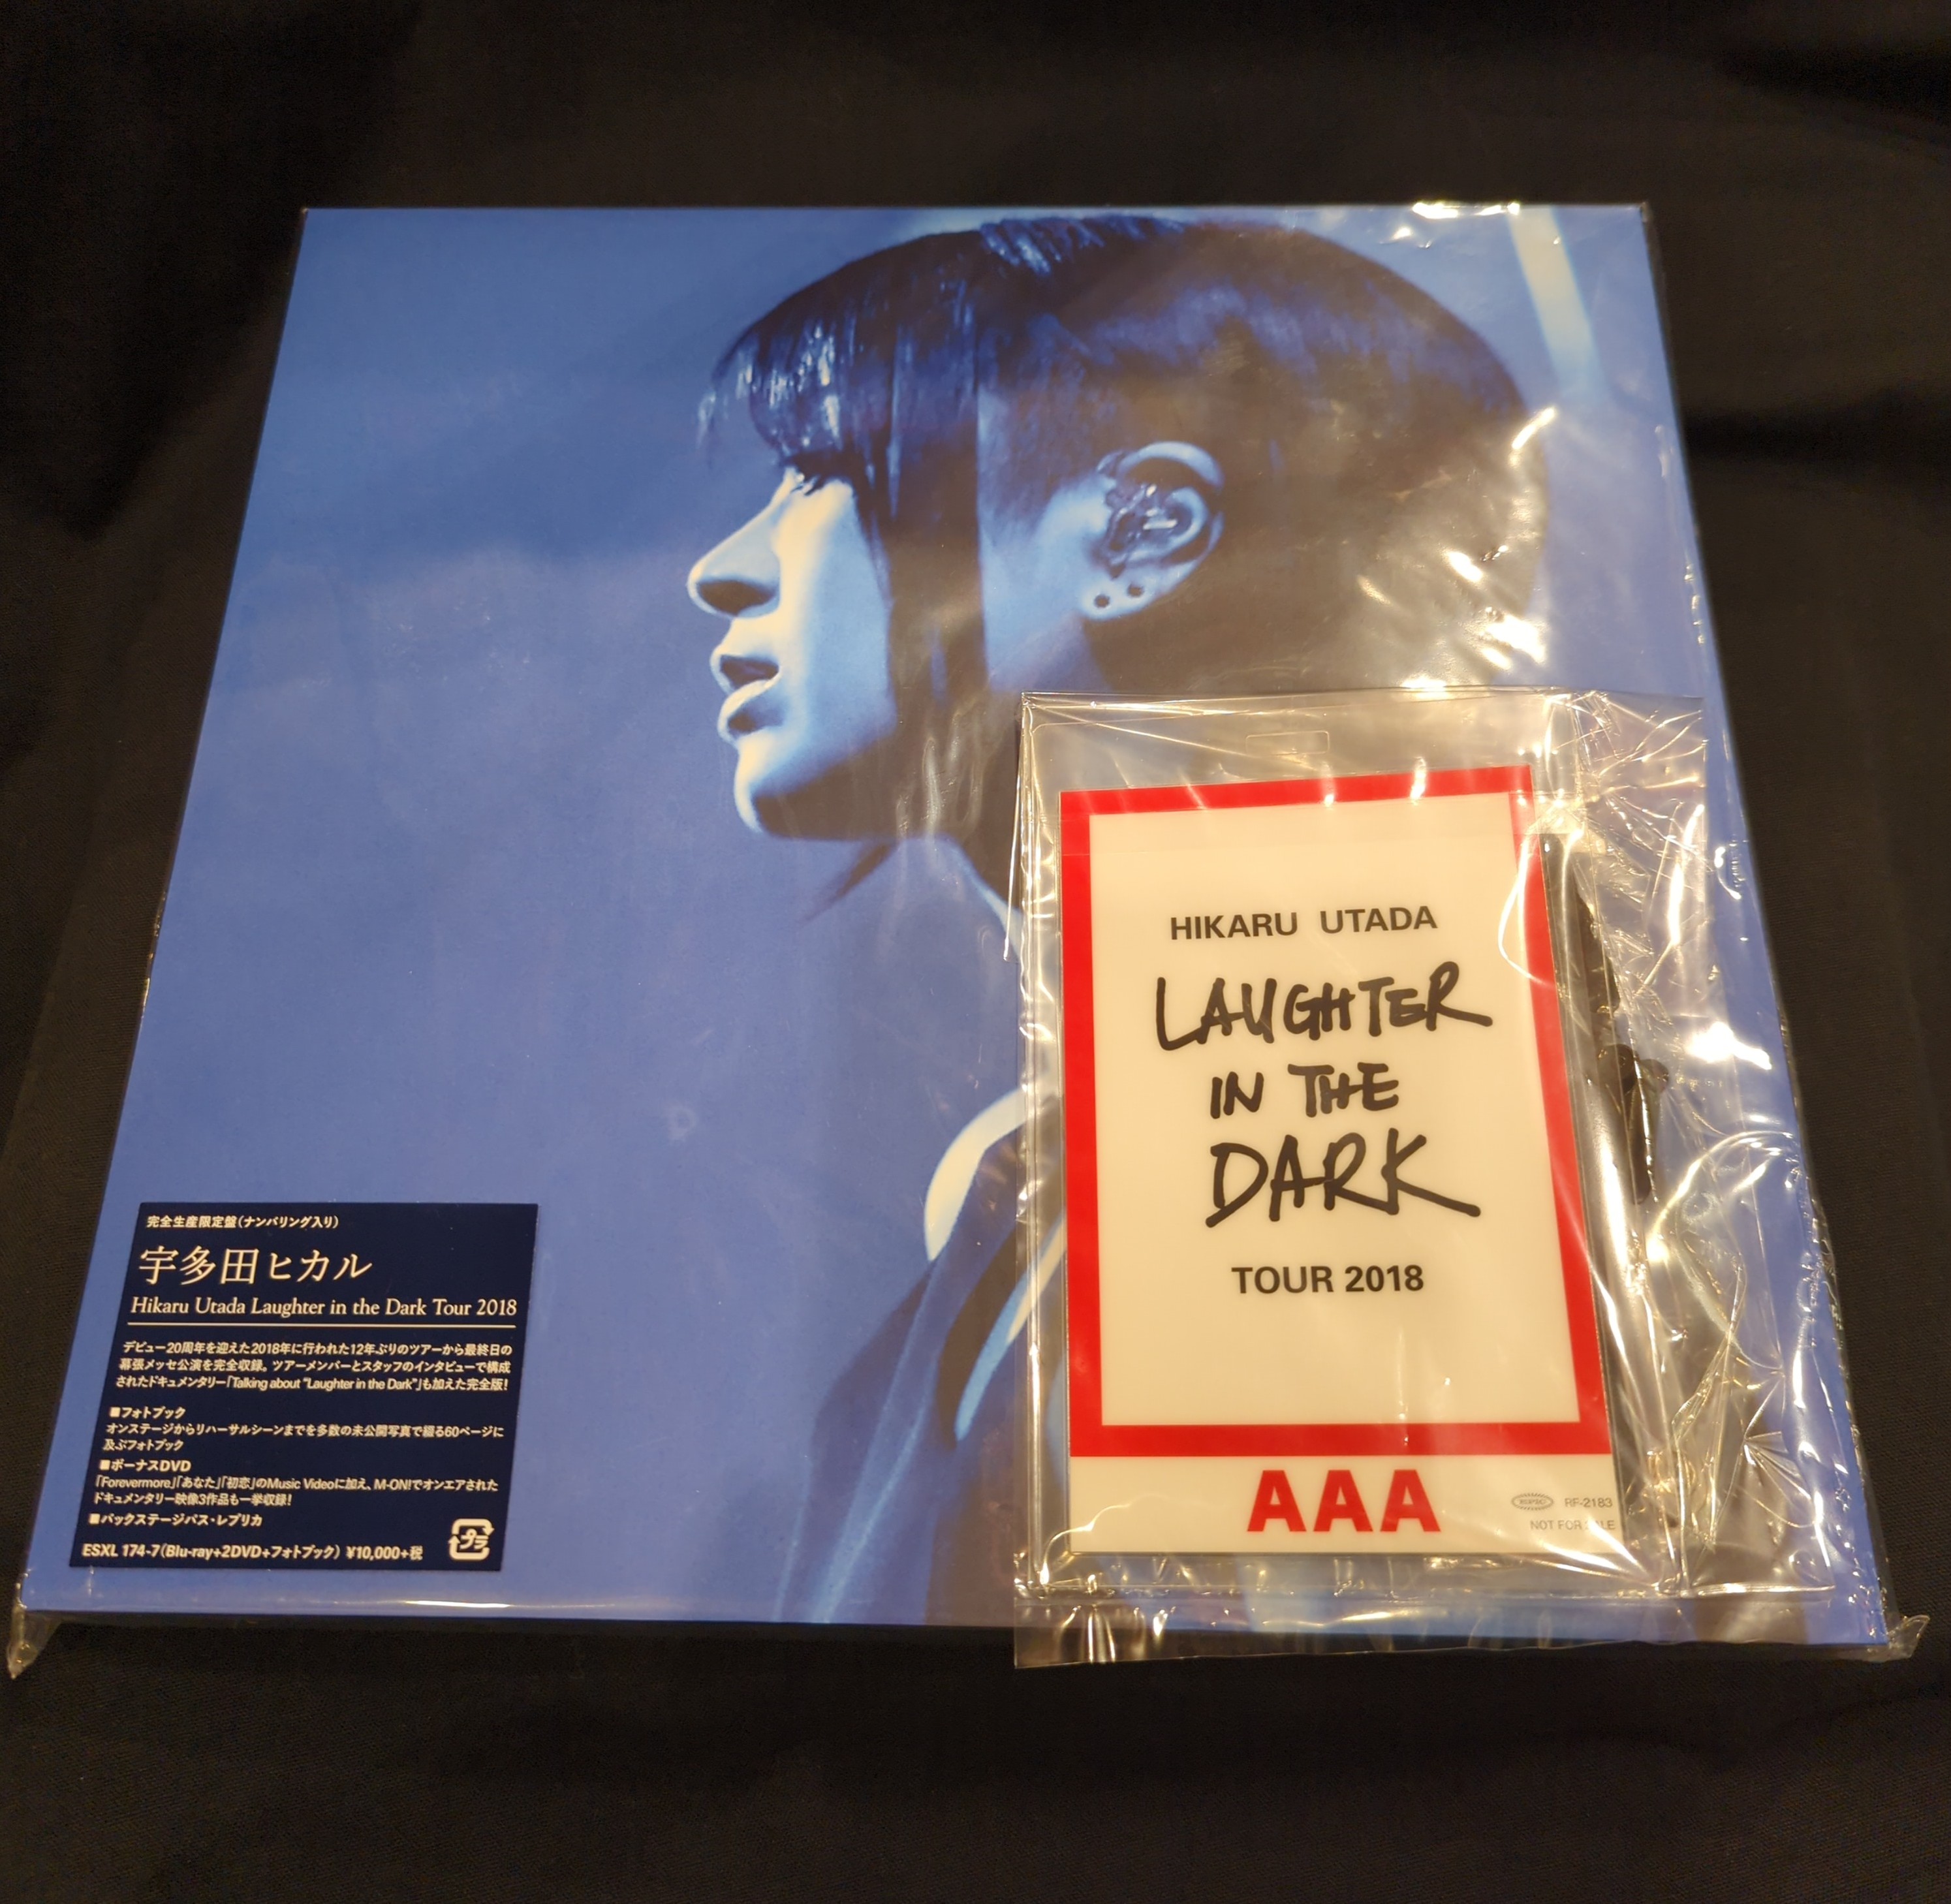 HIKARU UTADA
LAUGHTER
IN THE
DARK
TOUR 2018
AAA
RF-2183
完全生産限定盤(ナンバリング入り)
宇多田ヒカル
Hikaru Utada Laughter in the Dark Tour 2018
デビュー20周年を迎えた2018年に行われた12年ぶりのツアーから最終日の
幕張メッセ公演を完全収録。ツアーメンバーとスタッフのインタビューで構成
されたドキュメンタリー「Talking about "Laughter in the Dark"」も加えた完全版!
■フォトブック
オンステージからリハーサルシーンまでを多数の未公開写真で綴る60ページに
及ぶフォトブック
■ボーナスDVD
「Forevermore」「あなた」「初恋」のMusic Videoに加え、M-ON!でオンエアされた
ドキュメンタリー映像3作品も一挙収録!
■バックステージパス・レプリカ
ESXL 174-7(Blu-ray+2DVD+フォトブック) ¥10,000+税
プラ
NOT FOR